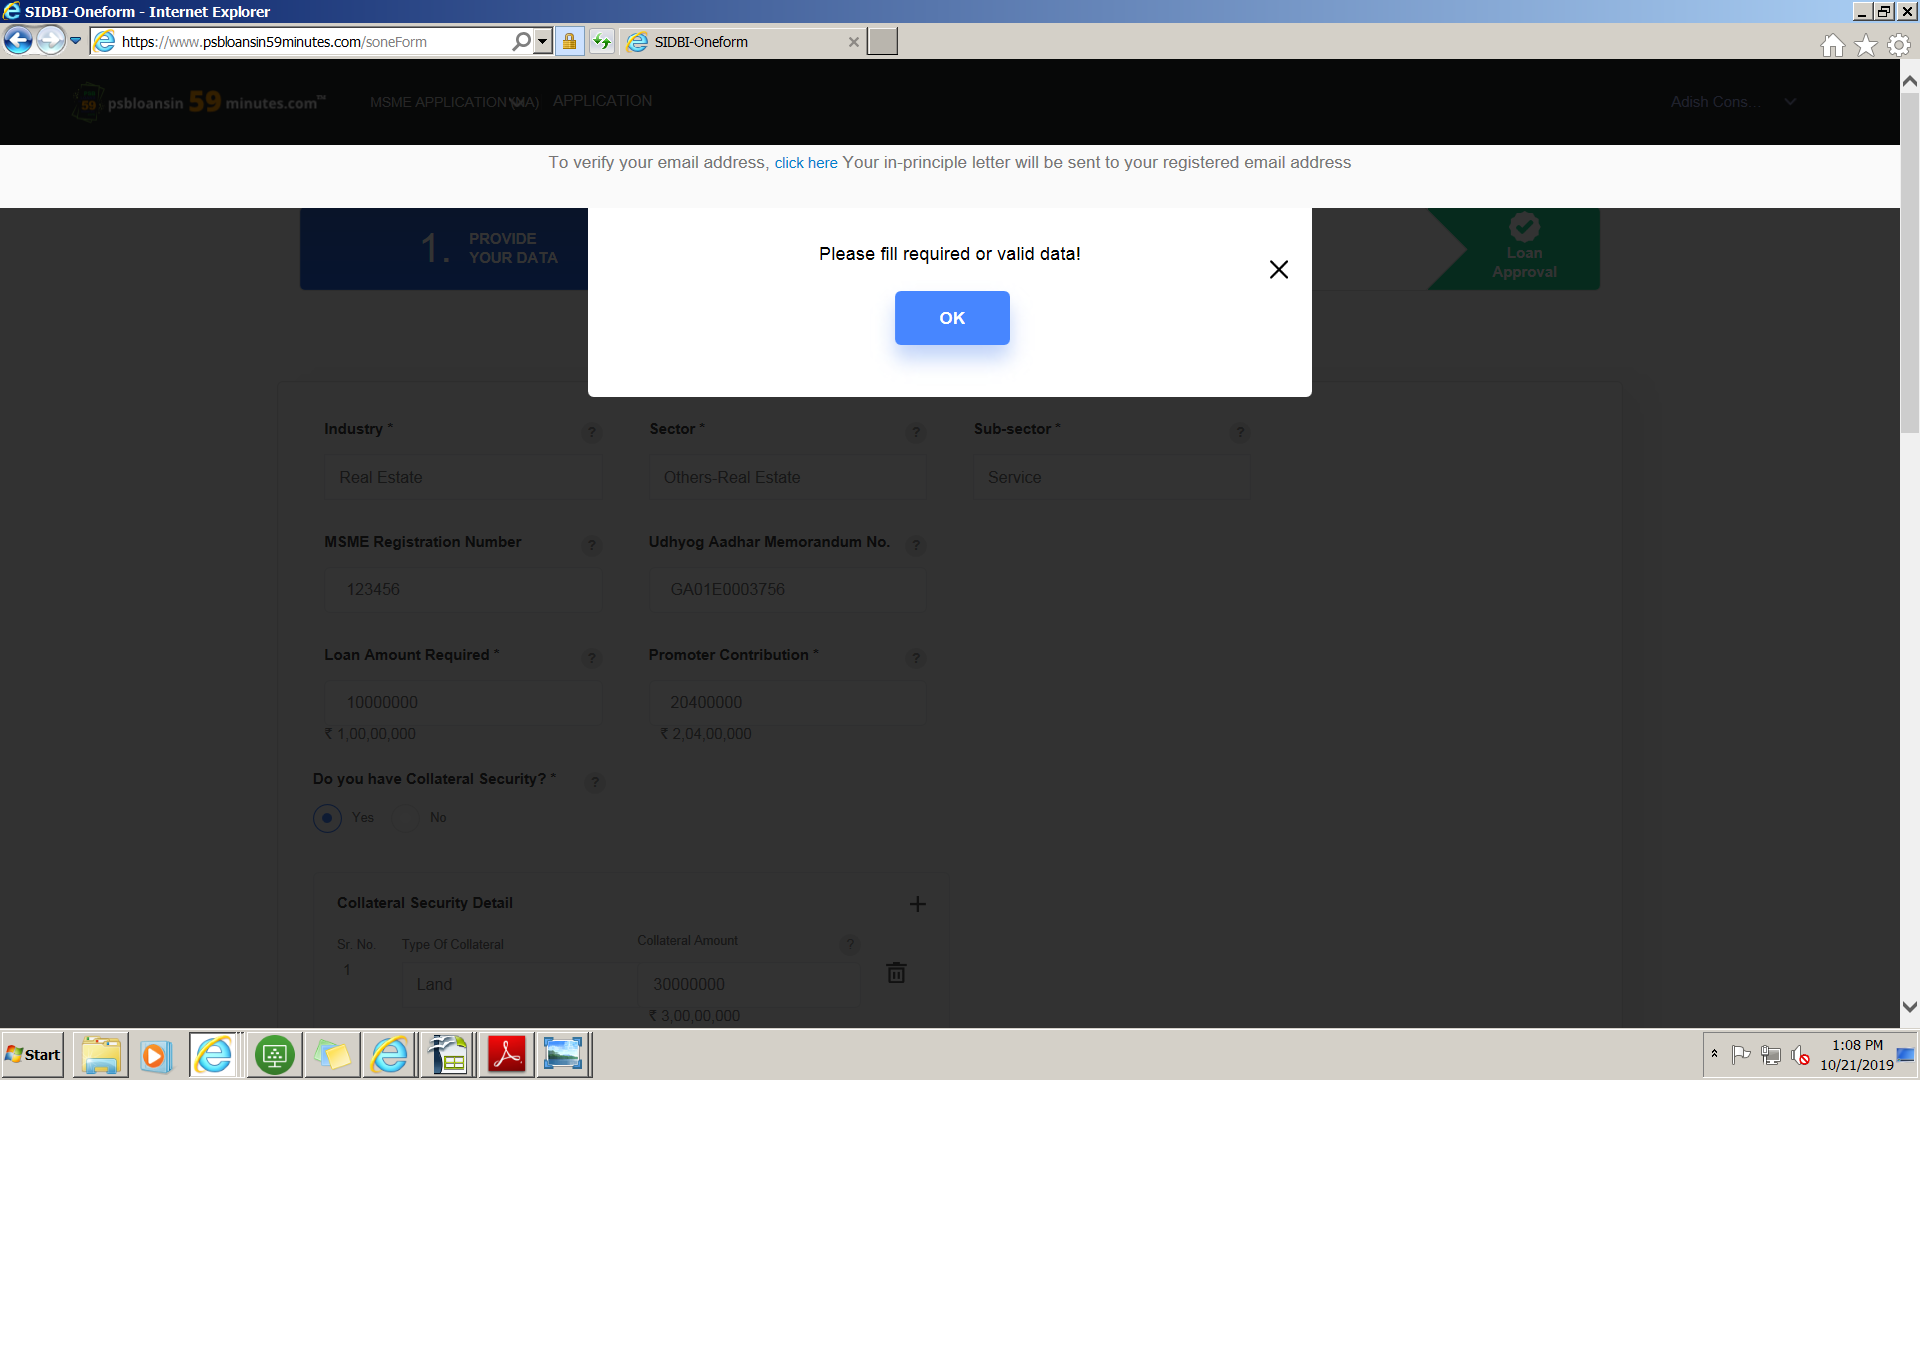 SIDBI-Oneform - Internet Explorer
https://www.psbloansin59minutes.com/soneForm
SIDBI-Oneform
psbloansin 59 minutes.com™
MSME APPLICATION
APPLICATION
Adish Cons...
To verify your email address, click here Your in-principle letter will be sent to your registered email address
1. PROVIDE
YOUR DATA
Please fill required or valid data!
OK
Loan
Approval
Industry * ?
Sector * ?
Sub-sector * ?
Real Estate
Others-Real Estate
Service
MSME Registration Number ?
Udhyog Aadhar Memorandum No. ?
123456
GA01E0003756
Loan Amount Required * ?
Promoter Contribution * ?
10000000
20400000
₹ 1,00,00,000
₹ 2,04,00,000
Do you have Collateral Security? * ?
Yes
No
Collateral Security Detail
Sr. No.
Type Of Collateral
Collateral Amount ?
1
Land
30000000
₹ 3,00,00,000
Start
1:08 PM
10/21/2019